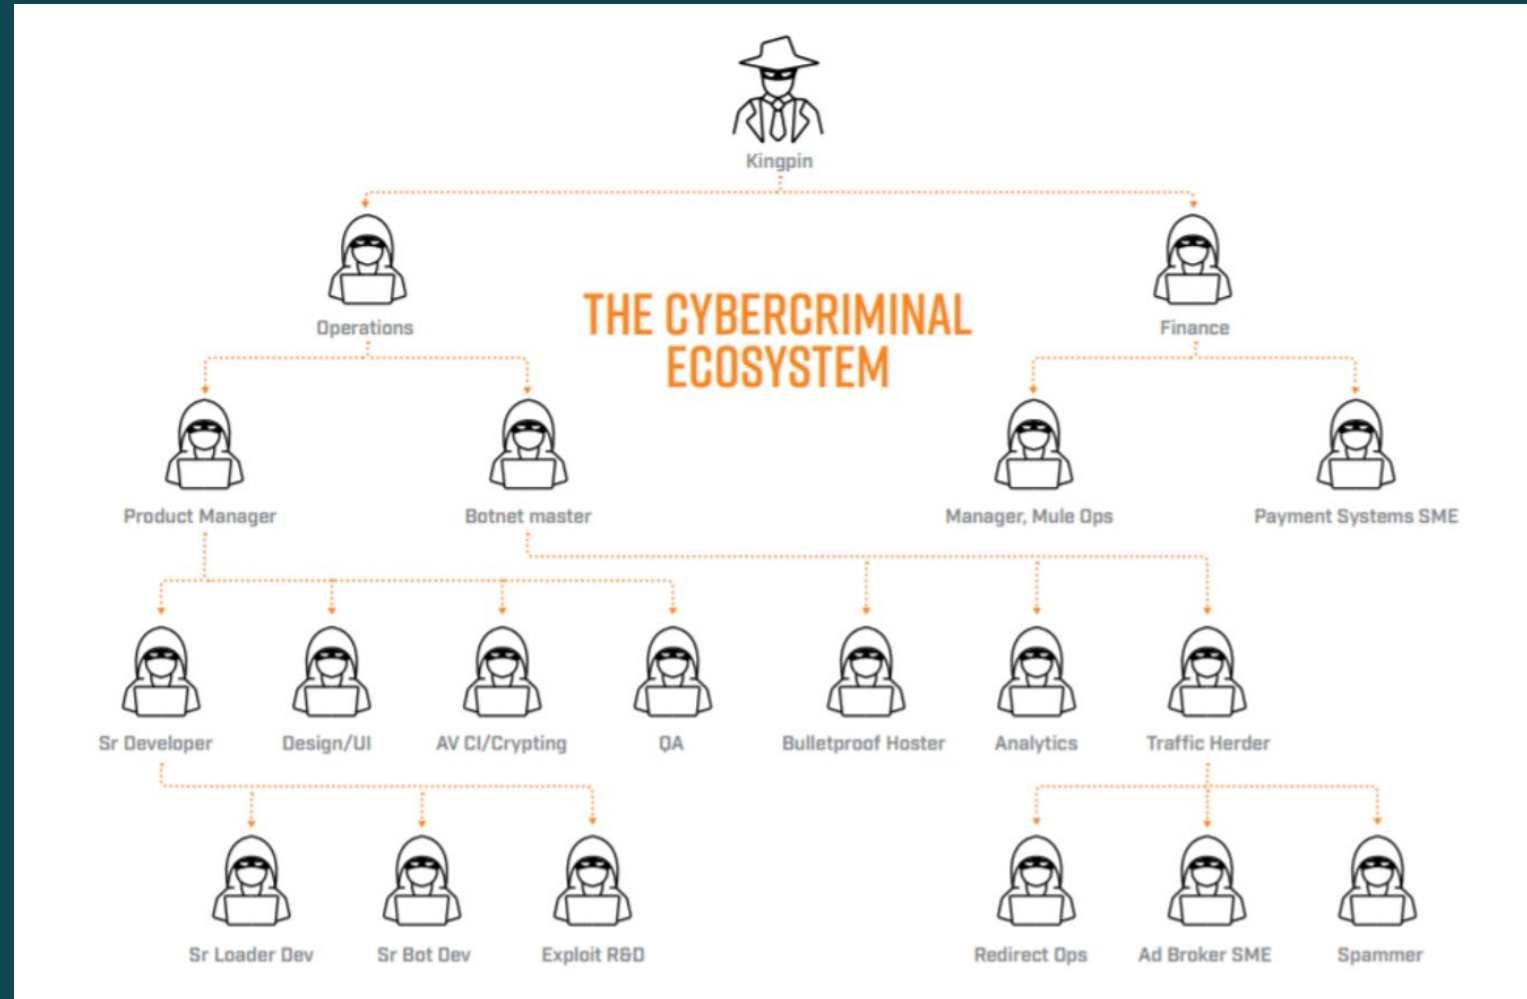 Kingpin
THE CYBERCRIMINAL
ECOSYSTEM
Operations
Finance
Product Manager
Botnet master
Manager, Mule Ops
Payment Systems SME
Sr Developer
Design/UI
AV CI/Crypting
QA
Bulletproof Hoster
Analytics
Traffic Herder
Sr Loader Dev
Sr Bot Dev
Exploit R&D
Redirect Ops
Ad Broker SME
Spammer